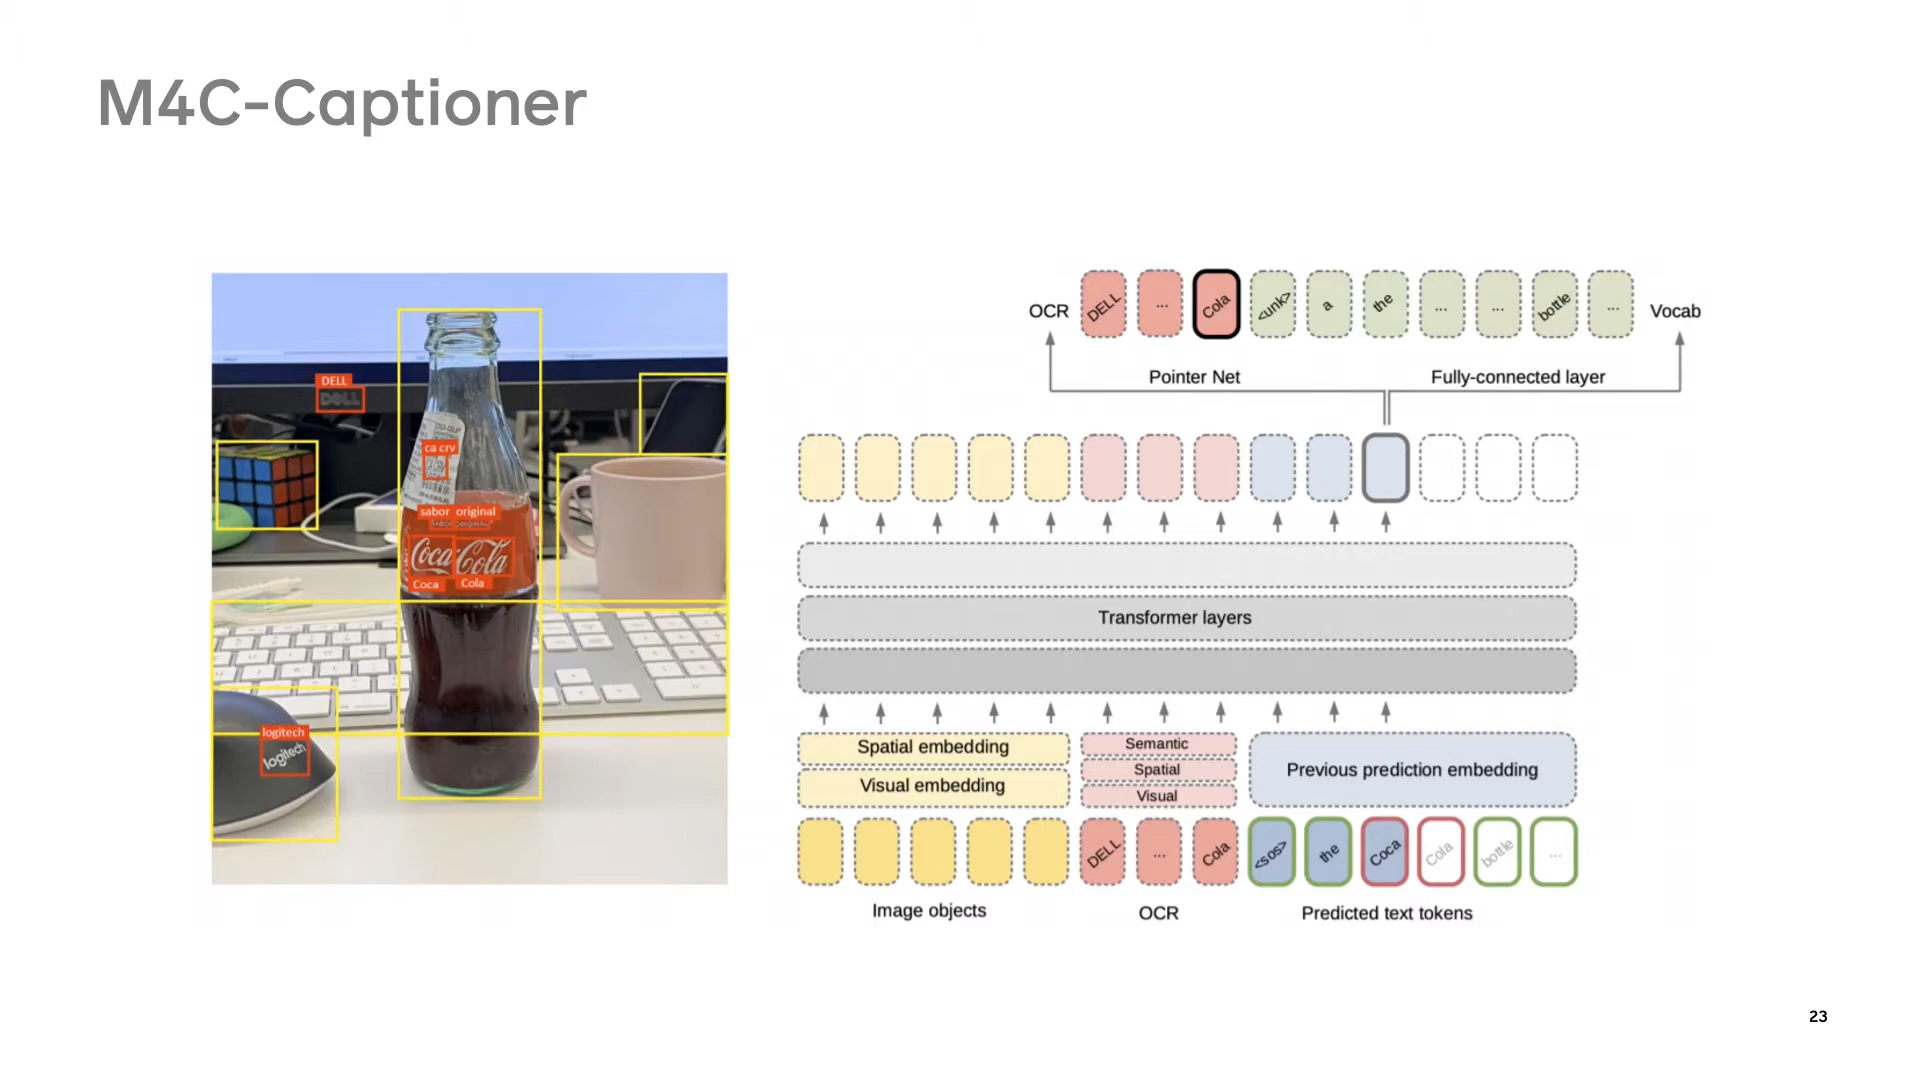 M4C-Captioner
DELL
DELL
ca crv
sabor original
SABOR ORIGINAL
Coca Cola
Coca Cola
logitech
logitech
OCR DELL ... Cola <unk> a the ... ... bottle ... Vocab
Pointer Net Fully-connected layer
Transformer layers
Spatial embedding
Visual embedding
Semantic
Spatial
Visual
Previous prediction embedding
DELL ... Cola <sos> the Coca Cola bottle ...
Image objects OCR Predicted text tokens
23